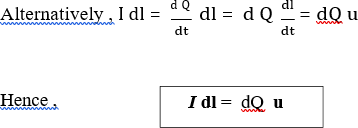 Alternatively , I dl = d Q/dt dl = d Q dl/dt = dQ u
Hence , I dl = dQ u